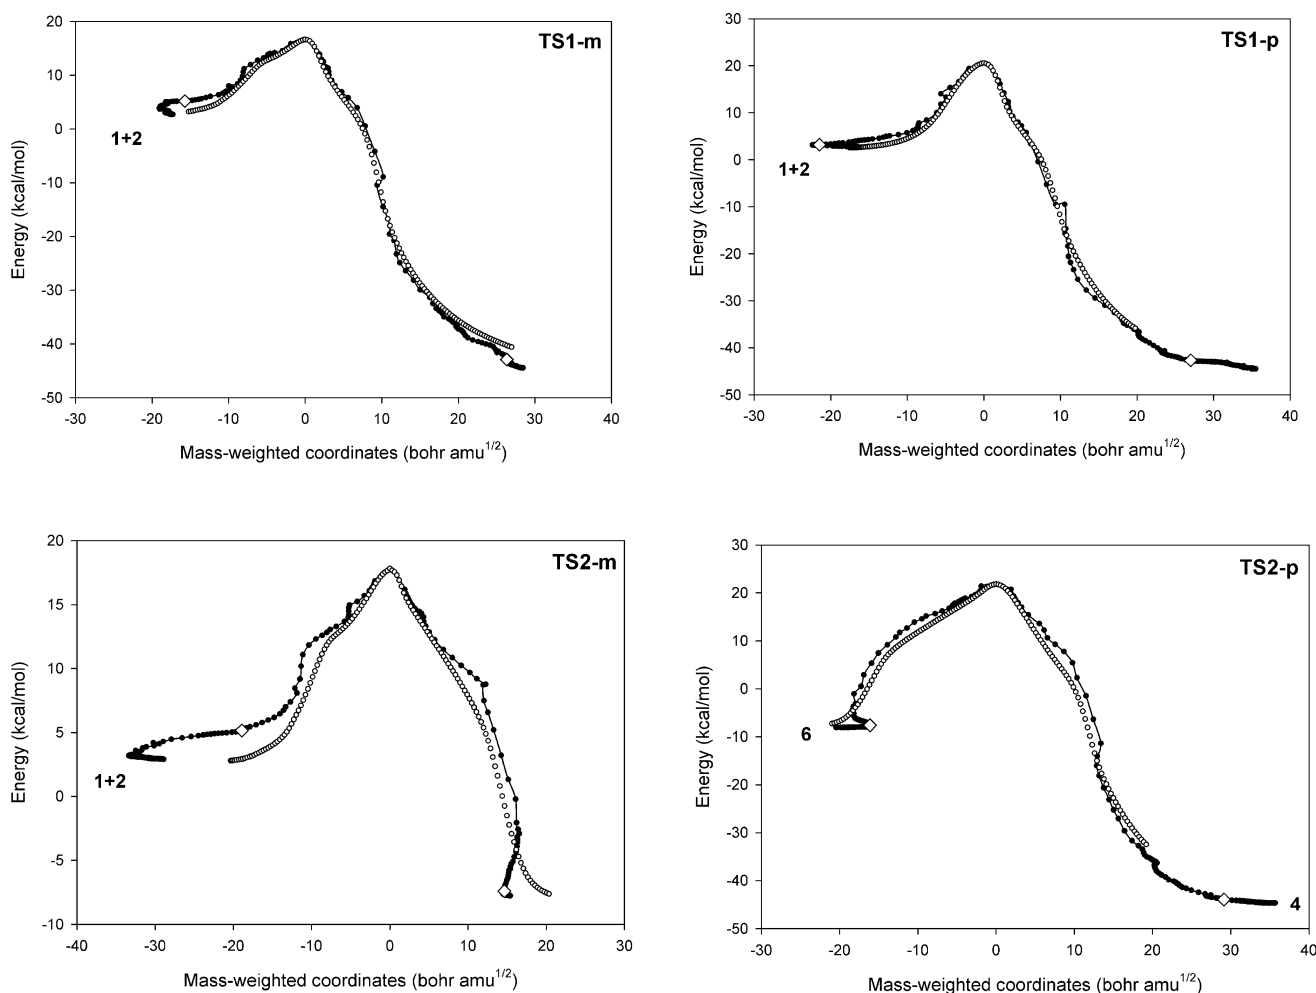 TS1-m
20
10
0
-10
-20
-30
-40
-50
Energy (kcal/mol)
1+2
-30 -20 -10 0 10 20 30 40
Mass-weighted coordinates (bohr amu1/2)
TS1-p
30
20
10
0
-10
-20
-30
-40
-50
Energy (kcal/mol)
1+2
-30 -20 -10 0 10 20 30 40
Mass-weighted coordinates (bohr amu1/2)
TS2-m
20
15
10
5
0
-5
-10
Energy (kcal/mol)
1+2
-40 -30 -20 -10 0 10 20 30
Mass-weighted coordinates (bohr amu1/2)
TS2-p
30
20
10
0
-10
-20
-30
-40
-50
Energy (kcal/mol)
6
4
-30 -20 -10 0 10 20 30 40
Mass-weighted coordinates (bohr amu1/2)